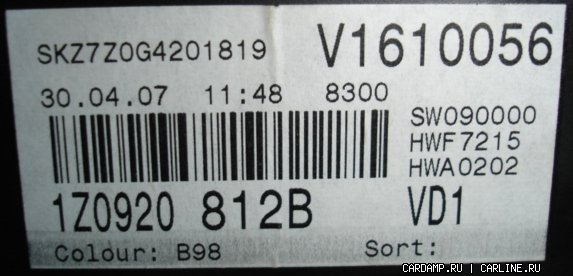 SKZ7Z0G4201819 V1610056
30.04.07 11:48 8300
SW090000
HWF7215
HWA0202
1Z0920 812B VD1
Colour: B98 Sort:
CARDAMP.RU | CARLINE.RU